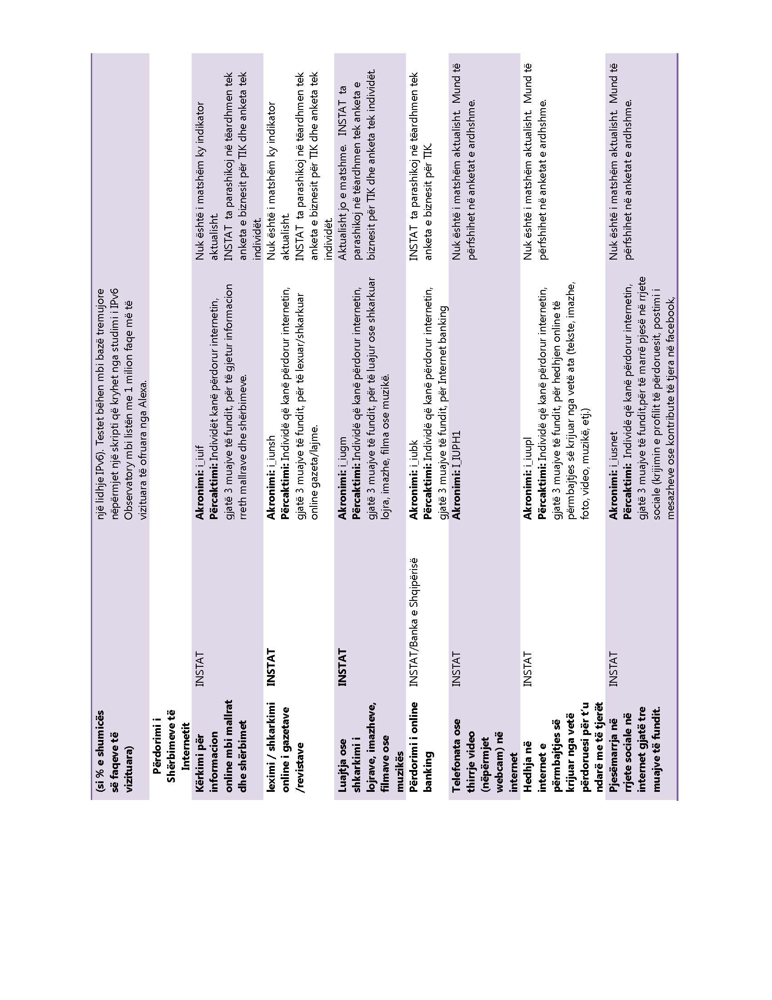 (si % e shumicës
së faqeve të
vizituara)
një lidhje IPv6). Testet bëhen mbi bazë tremujore
nëpërmjet një skripti që kryhet nga studimi i IPv6
Observatory mbi listën me 1 milion faqe më të
vizituara të ofruara nga Alexa.
Përdorimi i
Shërbimeve të
Internetit
Kërkimi për
informacion
online mbi mallrat
dhe shërbimet
INSTAT
Akronimi: i_iuif
Përcaktimi: Individët kanë përdorur internetin,
gjatë 3 muajve të fundit, për të gjetur informacion
rreth mallrave dhe shërbimeve.
Nuk është i matshëm ky indikator
aktualisht.
INSTAT ta parashikoj në tëardhmen tek
anketa e biznesit për TIK dhe anketa tek
individët.
leximi / shkarkimi
online i gazetave
/revistave
INSTAT
Akronimi: i_iunsh
Përcaktimi: Individë që kanë përdorur internetin,
gjatë 3 muajve të fundit, për të lexuar/shkarkuar
online gazeta/lajme.
Nuk është i matshëm ky indikator
aktualisht.
INSTAT ta parashikoj në tëardhmen tek
anketa e biznesit për TIK dhe anketa tek
individët.
Luajtja ose
shkarkimi i
lojrave, imazheve,
filmave ose
muzikës
INSTAT
Akronimi: i_iugm
Përcaktimi: Individë që kanë përdorur internetin,
gjatë 3 muajve të fundit, për të luajur ose shkarkuar
lojra, imazhe, filma ose muzikë.
Aktualisht jo e matshme. INSTAT ta
parashikoj në tëardhmen tek anketa e
biznesit për TIK dhe anketa tek individët.
Përdorimi i online
banking
INSTAT/Banka e Shqipërisë
Akronimi: i_iubk
Përcaktimi: Individë që kanë përdorur internetin,
gjatë 3 muajve të fundit, për Internet banking
INSTAT ta parashikoj në tëardhmen tek
anketa e biznesit për TIK.
Telefonata ose
thirrje video
(nëpërmjet
webcam) në
internet
INSTAT
Akronimi: I_IUPH1
Nuk është i matshëm aktualisht. Mund të
përfshihet në anketat e ardhshme.
Hedhja në
internet e
përmbajtjes së
krijuar nga vetë
përdoruesi për t'u
ndarë me të tjerët
INSTAT
Akronimi: i_iuupl
Përcaktimi: Individë që kanë përdorur internetin,
gjatë 3 muajve të fundit, për hedhjen online të
përmbajtjes së krijuar nga vetë ata (tekste, imazhe,
foto, video, muzikë, etj.)
Nuk është i matshëm aktualisht. Mund të
përfshihet në anketat e ardhshme.
Pjesëmarrja në
rrjete sociale në
internet gjatë tre
muajve të fundit.
INSTAT
Akronimi: i_iusnet
Përcaktimi: Individë që kanë përdorur internetin,
gjatë 3 muajve të fundit,për të marrë pjesë në rrjete
sociale (krijimin e profilit të përdoruesit, postimi i
mesazheve ose kontribute të tjera në facebook,
Nuk është i matshëm aktualisht. Mund të
përfshihet në anketat e ardhshme.